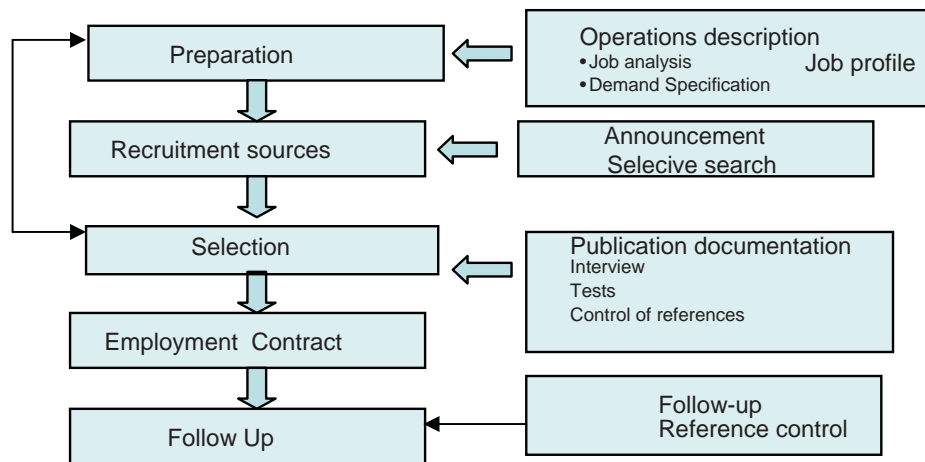 Preparation
Operations description
•Job analysis
Job profile
•Demand Specification
Recruitment sources
Announcement
Selecive search
Selection
Publication documentation
Interview
Tests
Control of references
Employment Contract
Follow Up
Follow-up
Reference control